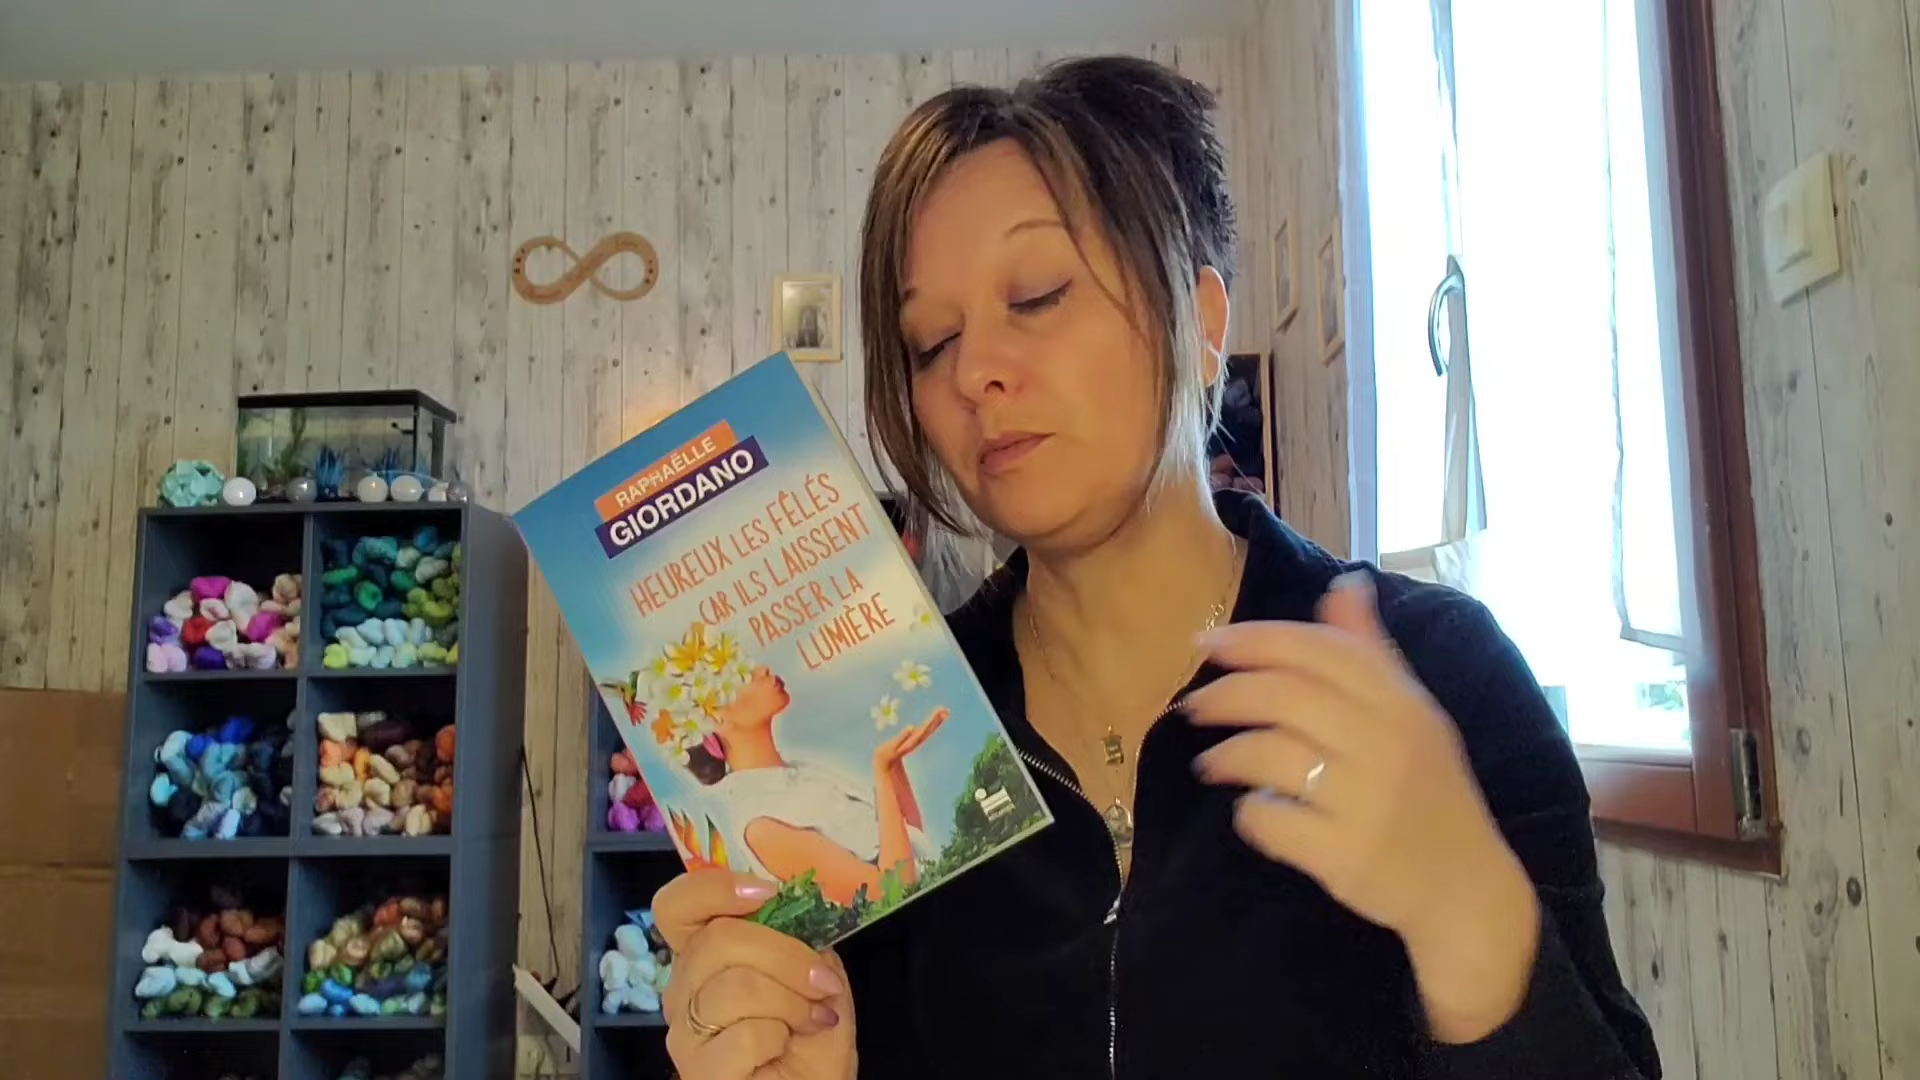 RAPHAËLLE
GIORDANO
HEUREUX LES FÊLÉS
CAR ILS LAISSENT
PASSER LA
LUMIÈRE